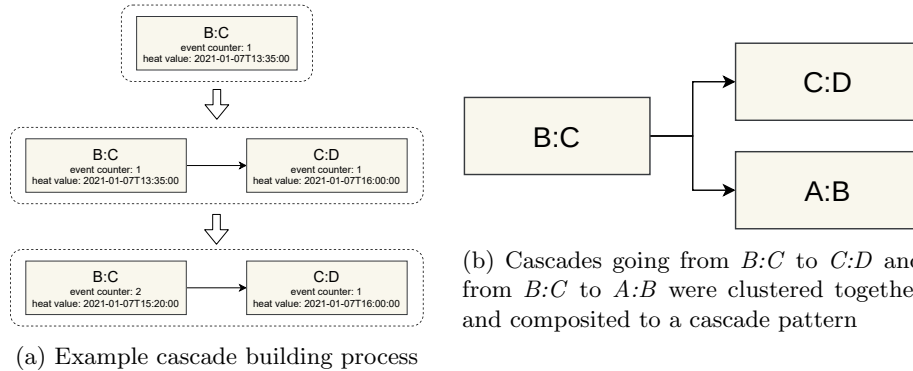 B:C
event counter: 1
heat value: 2021-01-07T13:35:00
B:C
event counter: 1
heat value: 2021-01-07T13:35:00
C:D
event counter: 1
heat value: 2021-01-07T16:00:00
B:C
event counter: 2
heat value: 2021-01-07T15:20:00
C:D
event counter: 1
heat value: 2021-01-07T16:00:00
(a) Example cascade building process
B:C
C:D
A:B
(b) Cascades going from B:C to C:D and
from B:C to A:B were clustered togethe
and composited to a cascade pattern